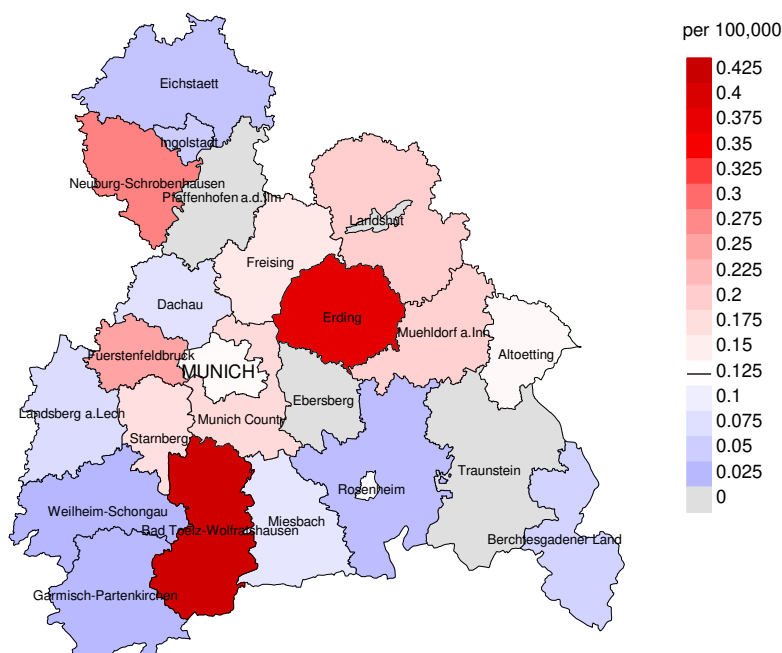 per 100,000
0.425
0.4
0.375
0.35
0.325
0.3
0.275
0.25
0.225
0.2
0.175
0.15
0.125
0.1
0.075
0.05
0.025
0
Eichstaett
Ingolstadt
Neuburg-Schrobenhausen
Pfaffenhofen a.d.Ilm
Landshut
Freising
Dachau
Erding
Muehldorf a.Inn
Fuerstenfeldbruck
Altoetting
MUNICH
Ebersberg
Landsberg a.Lech
Munich County
Starnberg
Traunstein
Rosenheim
Weilheim-Schongau
Miesbach
Bad Toelz-Wolfratshausen
Berchtesgadener Land
Garmisch-Partenkirchen